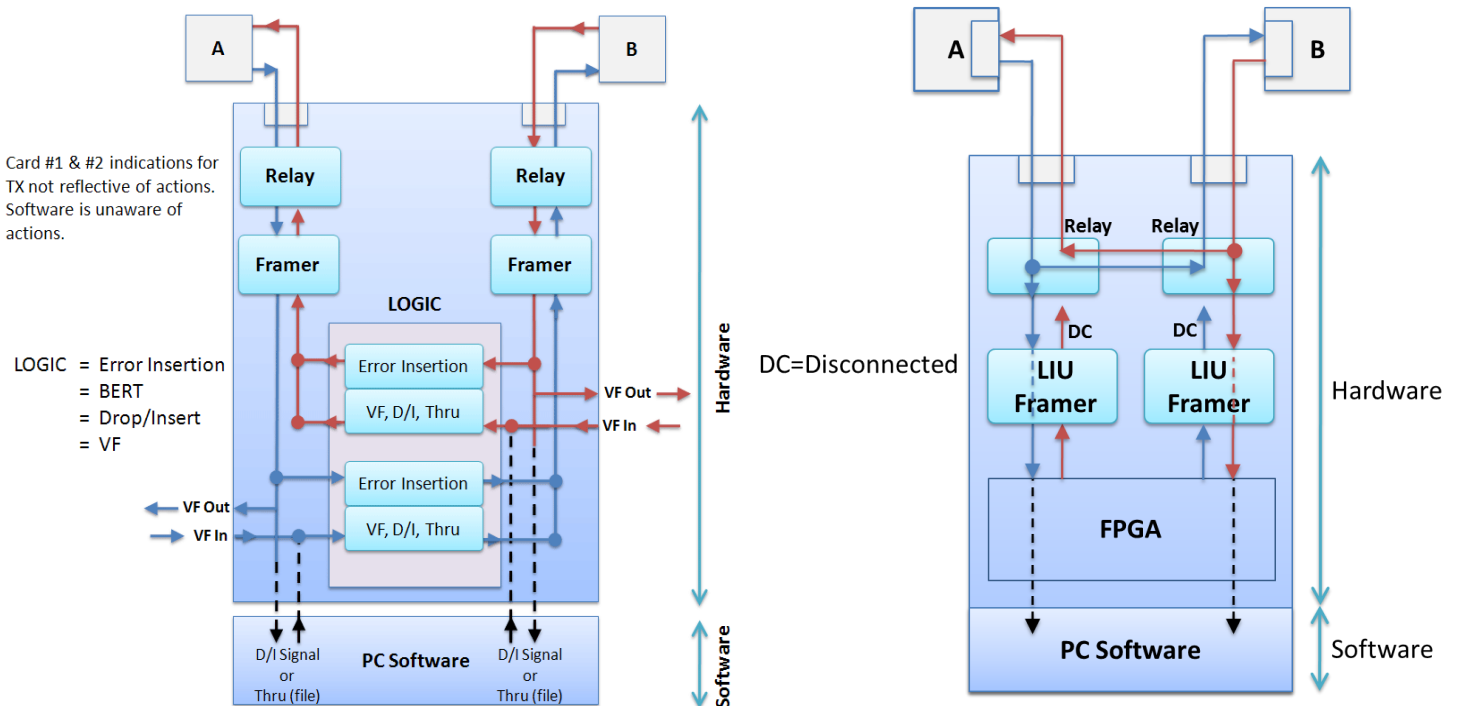 A
B
Card #1 & #2 indications for
TX not reflective of actions.
Software is unaware of
actions.
Relay
Relay
Framer
Framer
LOGIC
LOGIC = Error Insertion
= BERT
= Drop/Insert
= VF
Error Insertion
VF, D/I, Thru
VF Out
VF In
Error Insertion
VF, D/I, Thru
VF Out
VF In
Hardware
D/I Signal
or
Thru (file)
PC Software
D/I Signal
or
Thru (file)
Software
A
B
Relay
Relay
DC
DC
DC=Disconnected
LIU
Framer
LIU
Framer
Hardware
FPGA
PC Software
Software